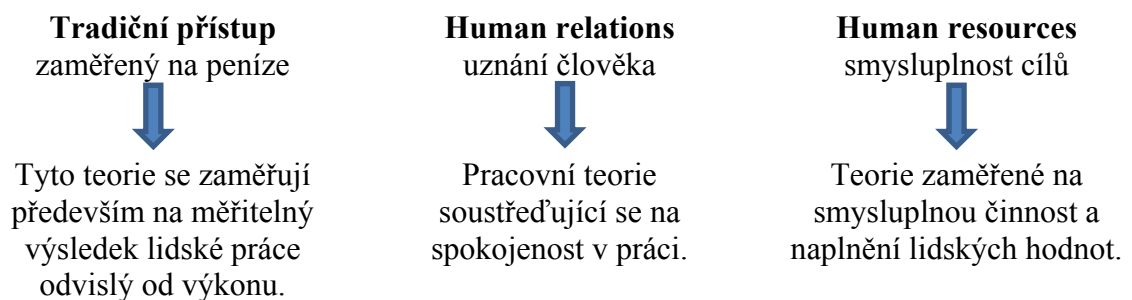 Tradiční přístup
zaměřený na peníze
Tyto teorie se zaměřují
především na měřitelný
výsledek lidské práce
odvislý od výkonu.
Human relations
uznání člověka
Pracovní teorie
soustřeďující se na
spokojenost v práci.
Human resources
smysluplnost cílů
Teorie zaměřené na
smysluplnou činnost a
naplnění lidských hodnot.